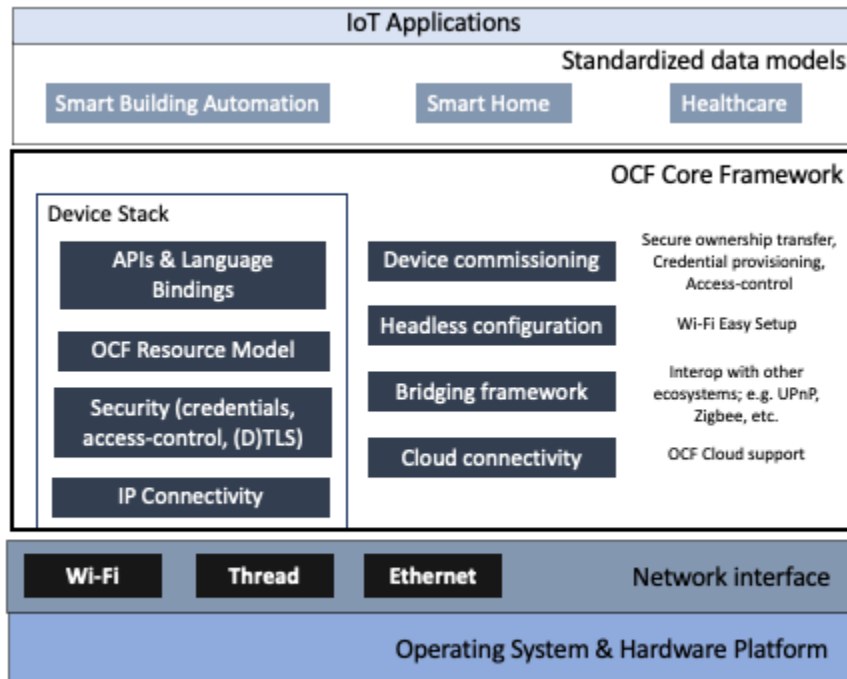 IoT Applications
Standardized data models
Smart Building Automation
Smart Home
Healthcare
OCF Core Framework
Device Stack
APIs & Language
Bindings
OCF Resource Model
Security (credentials,
access-control, (D)TLS)
IP Connectivity
Device commissioning
Secure ownership transfer,
Credential provisioning,
Access-control
Headless configuration
Wi-Fi Easy Setup
Bridging framework
Interop with other
ecosystems; e.g. UPnP,
Zigbee, etc.
Cloud connectivity
OCF Cloud support
Wi-Fi
Thread
Ethernet
Network interface
Operating System & Hardware Platform